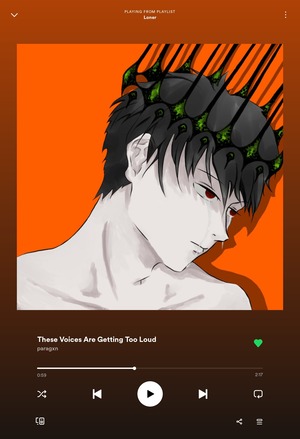 PLAYING FROM PLAYLIST
Loner
These Voices Are Getting Too Loud
paragxn
0:59
2:17